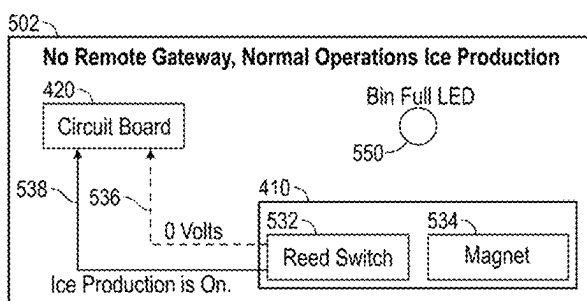 502
No Remote Gateway, Normal Operations Ice Production
420
Circuit Board
Bin Full LED
550
538
536
410
0 Volts
532
Reed Switch
534
Magnet
Ice Production is On.